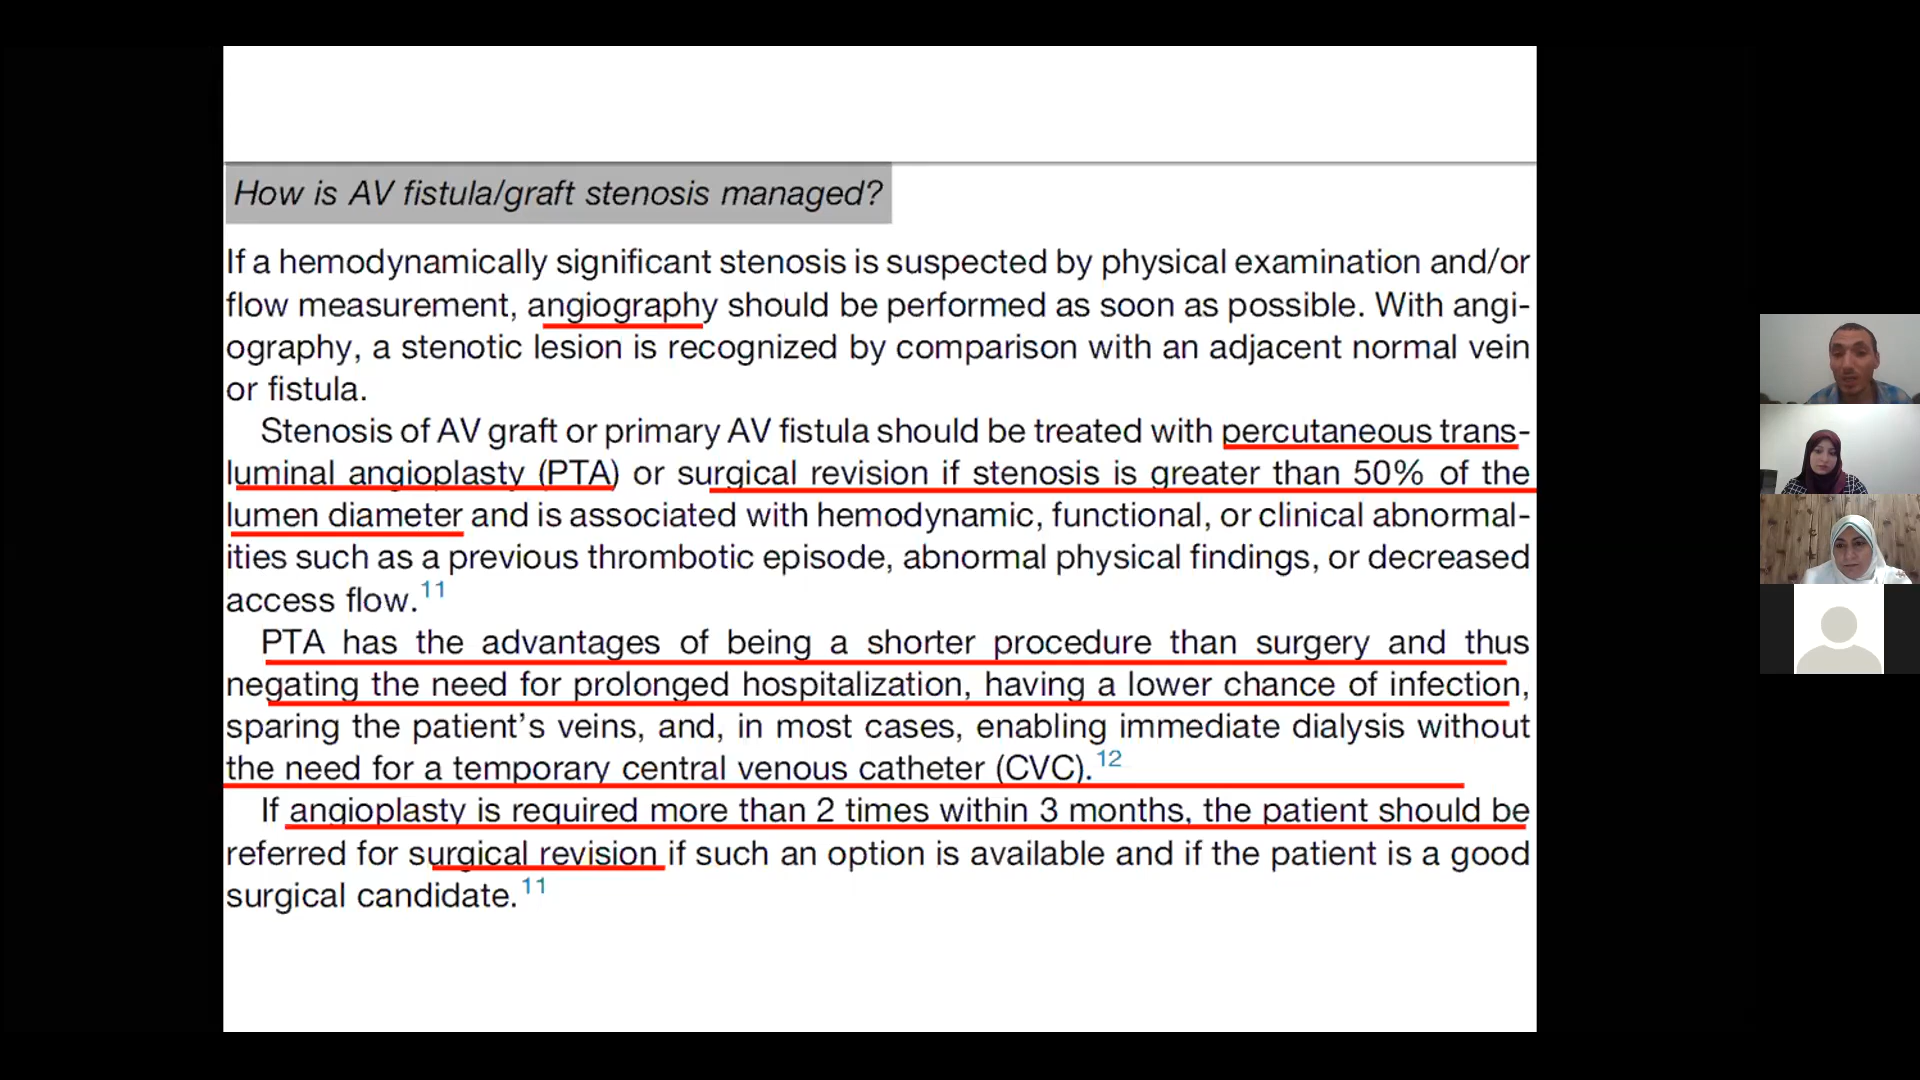 How is AV fistula/graft stenosis managed?
If a hemodynamically significant stenosis is suspected by physical examination and/or
flow measurement, angiography should be performed as soon as possible. With angi-
ography, a stenotic lesion is recognized by comparison with an adjacent normal vein
or fistula.
Stenosis of AV graft or primary AV fistula should be treated with percutaneous trans-
luminal angioplasty (PTA) or surgical revision if stenosis is greater than 50% of the
lumen diameter and is associated with hemodynamic, functional, or clinical abnormal-
ities such as a previous thrombotic episode, abnormal physical findings, or decreased
access flow.11
PTA has the advantages of being a shorter procedure than surgery and thus
negating the need for prolonged hospitalization, having a lower chance of infection,
sparing the patient’s veins, and, in most cases, enabling immediate dialysis without
the need for a temporary central venous catheter (CVC).12
If angioplasty is required more than 2 times within 3 months, the patient should be
referred for surgical revision if such an option is available and if the patient is a good
surgical candidate.11